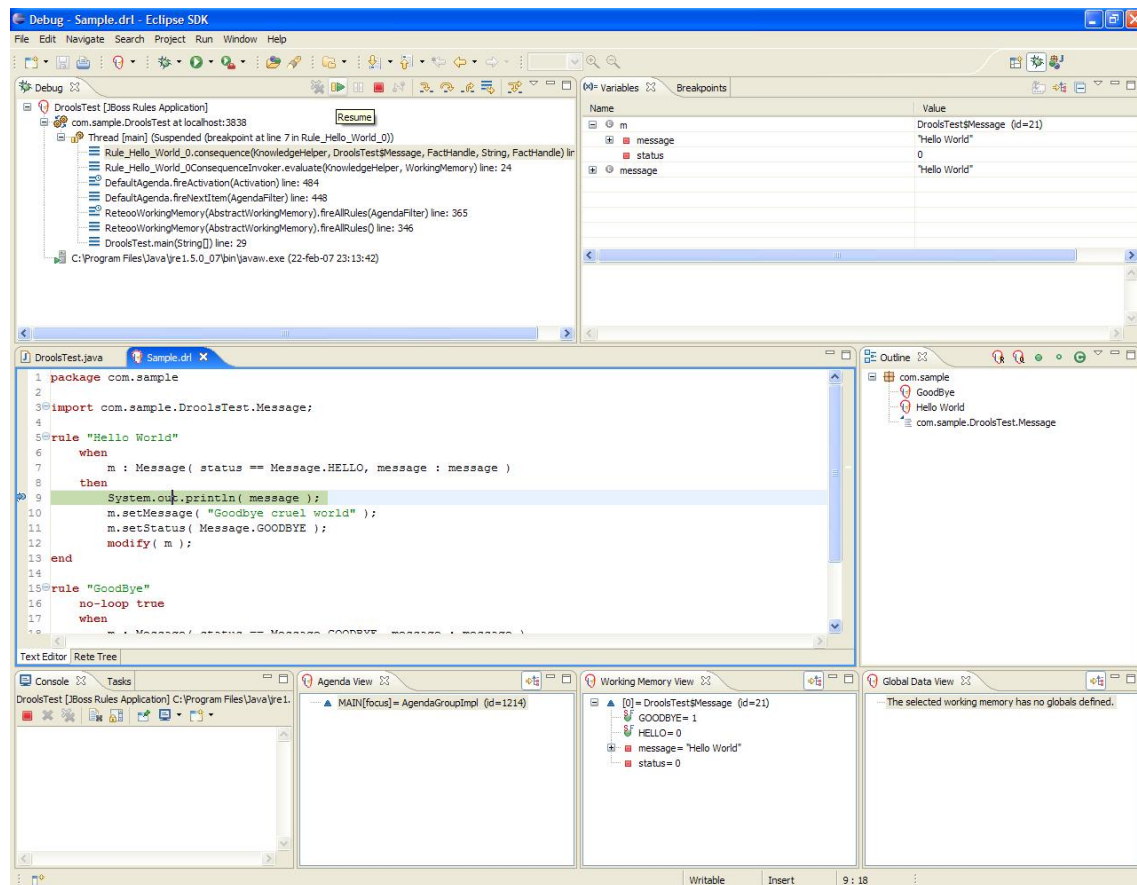 Debug - Sample.drl - Eclipse SDK
File Edit Navigate Search Project Run Window Help
Debug
Resume
DroolsTest [JBoss Rules Application]
com.sample.DroolsTest at localhost:3838
Thread [main] (Suspended (breakpoint at line 7 in Rule_Hello_World_0))
Rule_Hello_World_0.consequence(KnowledgeHelper, DroolsTest$Message, FactHandle, String, FactHandle) lin
Rule_Hello_World_0ConsequenceInvoker.evaluate(KnowledgeHelper, WorkingMemory) line: 24
DefaultAgenda.fireActivation(Activation) line: 484
DefaultAgenda.fireNextItem(AgendaFilter) line: 448
ReteooWorkingMemory(AbstractWorkingMemory).fireAllRules(AgendaFilter) line: 365
ReteooWorkingMemory(AbstractWorkingMemory).fireAllRules() line: 346
DroolsTest.main(String[]) line: 29
C:\Program Files\Java\jre1.5.0_07\bin\javaw.exe (22-feb-07 23:13:42)
(x)= Variables Breakpoints
Name Value
m DroolsTest$Message (id=21)
message "Hello World"
status 0
message "Hello World"
DroolsTest.java Sample.drl
1 package com.sample
2
3 import com.sample.DroolsTest.Message;
4
5 rule "Hello World"
6 when
7 m : Message( status == Message.HELLO, message : message )
8 then
9 System.out.println( message );
10 m.setMessage( "Goodbye cruel world" );
11 m.setStatus( Message.GOODBYE );
12 modify( m );
13 end
14
15 rule "GoodBye"
16 no-loop true
17 when
18 m : Message( status == Message.GOODBYE, message : message )
Text Editor Rete Tree
Outline
com.sample
GoodBye
Hello World
com.sample.DroolsTest.Message
Console Tasks
DroolsTest [JBoss Rules Application] C:\Program Files\Java\jre1.
Agenda View
MAIN[focus]= AgendaGroupImpl (id=1214)
Working Memory View
[0]= DroolsTest$Message (id=21)
GOODBYE= 1
HELLO= 0
message= "Hello World"
status= 0
Global Data View
The selected working memory has no globals defined.
Writable Insert 9 : 18